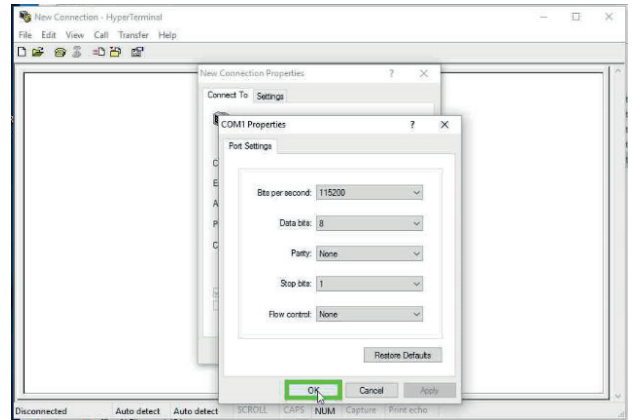 New Connection - HyperTerminal
File Edit View Call Transfer Help
New Connection Properties ? X
Connect To Settings
COM1 Properties ? X
Port Settings
Bits per second: 115200
Data bits: 8
Parity: None
Stop bits: 1
Flow control: None
Restore Defaults
OK Cancel Apply
Disconnected Auto detect Auto detect SCROLL CAPS NUM Capture Print echo